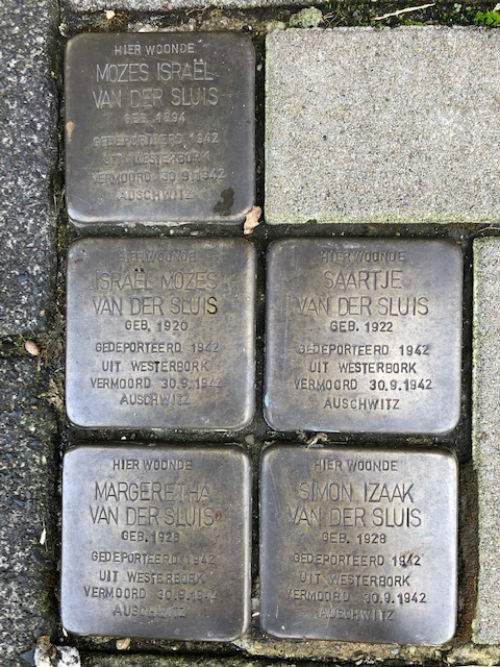 HIER WOONDE
MOZES ISRAËL
VAN DER SLUIS
GEB. 1894
GEDEPORTEERD 1942
UIT WESTERBORK
VERMOORD 30.9.1942
AUSCHWITZ
HIER WOONDE
ISRAËL MOZES
VAN DER SLUIS
GEB. 1920
GEDEPORTEERD 1942
UIT WESTERBORK
VERMOORD 30.9.1942
AUSCHWITZ
HIER WOONDE
SAARTJE
VAN DER SLUIS
GEB. 1922
GEDEPORTEERD 1942
UIT WESTERBORK
VERMOORD 30.9.1942
AUSCHWITZ
HIER WOONDE
MARGERETHA
VAN DER SLUIS
GEB. 1928
GEDEPORTEERD 1942
UIT WESTERBORK
VERMOORD 30.9.1942
AUSCHWITZ
HIER WOONDE
SIMON IZAAK
VAN DER SLUIS
GEB. 1928
GEDEPORTEERD 1942
UIT WESTERBORK
VERMOORD 30.9.1942
AUSCHWITZ